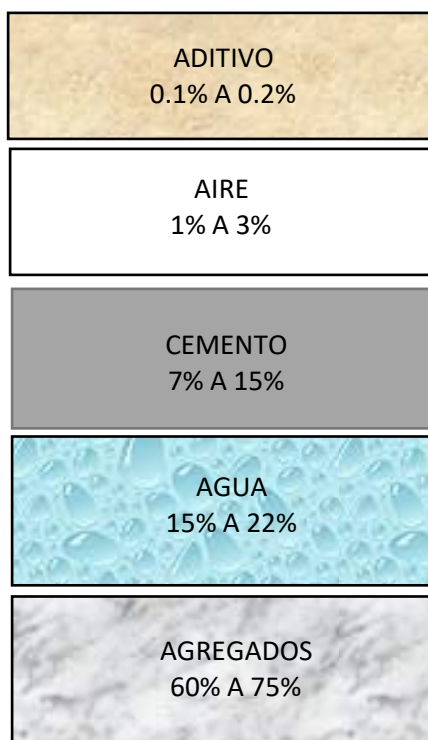 ADITIVO
0.1% A 0.2%
AIRE
1% A 3%
CEMENTO
7% A 15%
AGUA
15% A 22%
AGREGADOS
60% A 75%